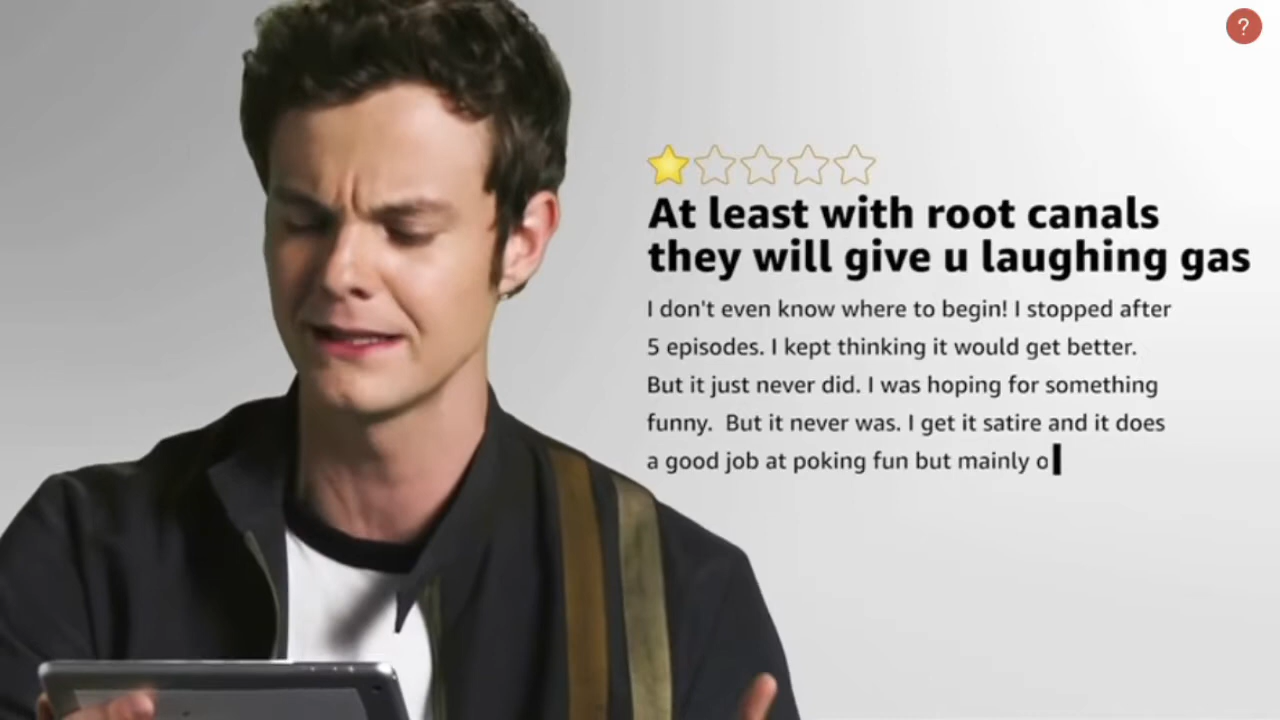 ?
At least with root canals
they will give u laughing gas
I don't even know where to begin! I stopped after
5 episodes. I kept thinking it would get better.
But it just never did. I was hoping for something
funny.  But it never was. I get it satire and it does
a good job at poking fun but mainly o